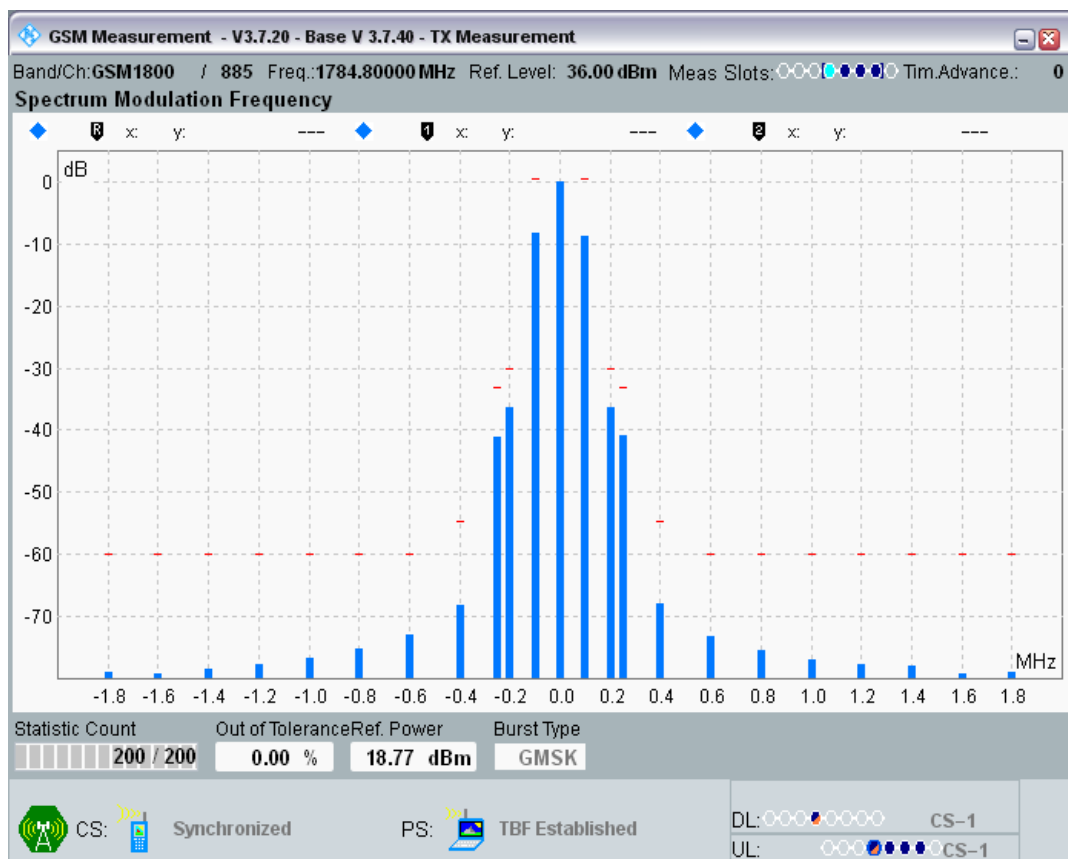 GSM Measurement - V3.7.20 - Base V 3.7.40 - TX Measurement
Band/Ch:GSM1800 / 885 Freq.:1784.80000 MHz Ref. Level: 36.00 dBm Meas Slots: Tim.Advance.: 0
Spectrum Modulation Frequency
R x: y: --- 1 x: y: --- 2 x: y: ---
dB
0
-10
-20
-30
-40
-50
-60
-70
MHz
-1.8 -1.6 -1.4 -1.2 -1.0 -0.8 -0.6 -0.4 -0.2 0.0 0.2 0.4 0.6 0.8 1.0 1.2 1.4 1.6 1.8
Statistic Count Out of Tolerance Ref. Power Burst Type
200 / 200 0.00 % 18.77 dBm GMSK
CS: Synchronized PS: TBF Established DL: CS-1
UL: CS-1